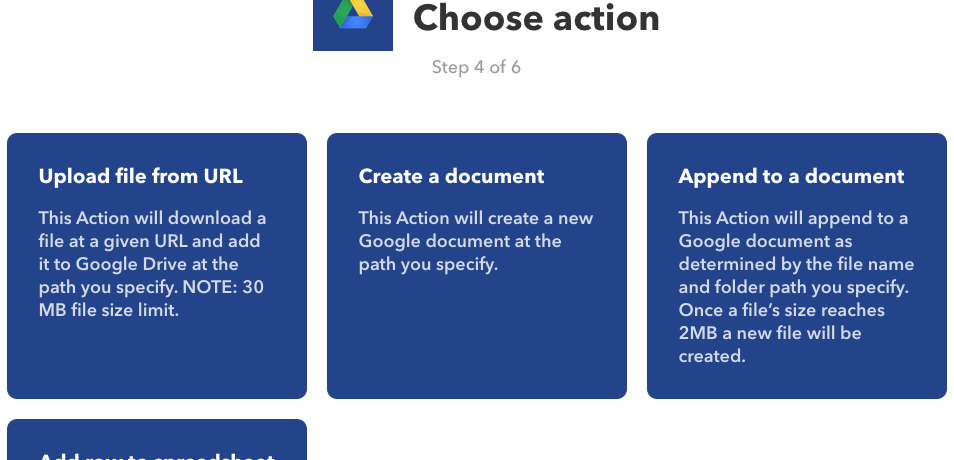 Choose action
Step 4 of 6
Upload file from URL
This Action will download a
file at a given URL and add
it to Google Drive at the
path you specify. NOTE: 30
MB file size limit.
Create a document
This Action will create a new
Google document at the
path you specify.
Append to a document
This Action will append to a
Google document as
determined by the file name
and folder path you specify.
Once a file’s size reaches
2MB a new file will be
created.
Add row to spreadsheet